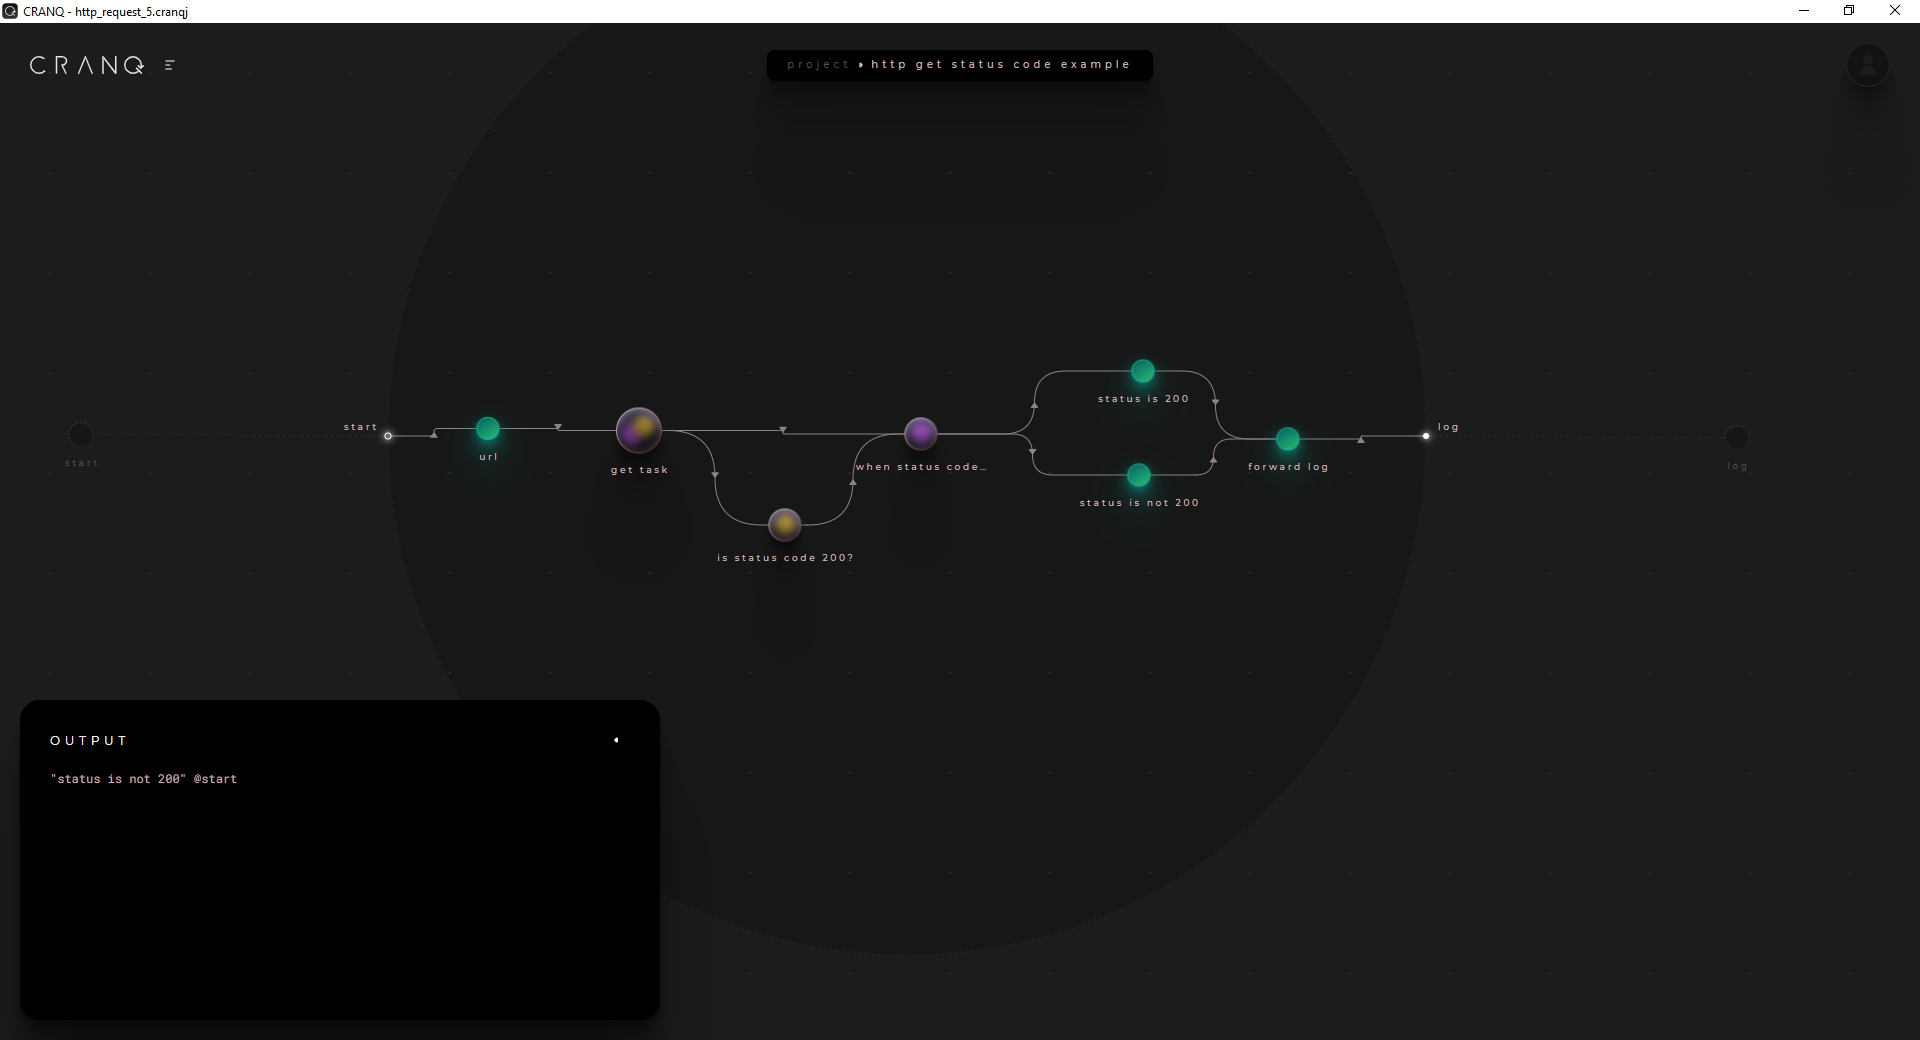 CRANQ - http_request_5.cranqj
CRANQ
project http get status code example
start
start
url
get task
is status code 200?
when status code…
status is 200
status is not 200
forward log
log
log
OUTPUT
"status is not 200" @start